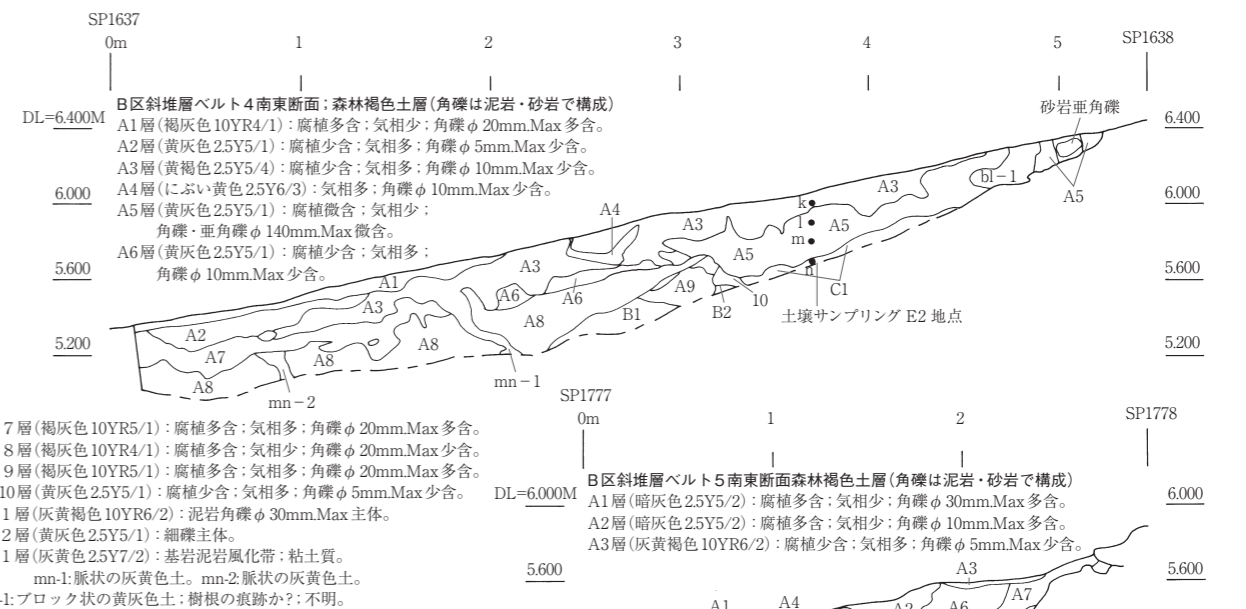 SP1637
0m 1 2 3 4 5 SP1638
B区斜堆層ベルト4南東断面；森林褐色土層（角礫は泥岩・砂岩で構成）
DL=6.400M
A1層（褐灰色10YR4/1）：腐植多含；気相少；角礫φ20mm.Max多含。
A2層（黄灰色2.5Y5/1）：腐植少含；気相多；角礫φ5mm.Max少含。
A3層（黄褐色2.5Y5/4）：腐植少含；気相多；角礫φ10mm.Max少含。
A4層（にぶい黄色2.5Y6/3）：気相多；角礫φ10mm.Max少含。
A5層（黄灰色2.5Y5/1）：腐植微含；気相少；
角礫・亜角礫φ140mm.Max微含。
A6層（黄灰色2.5Y5/1）：腐植少含；気相多；
角礫φ10mm.Max少含。
6.000
5.600
5.200
砂岩亜角礫
6.400
6.000
5.600
5.200
A3
bl−1
A5
A4
A3
k
l
m
n
A5
A5
A3
A1
A3
A6
A6
A8
A9
B1
B2
10
C1
土壌サンプリング E2 地点
A2
A7
A8
A8
A8
mn−1
mn−2
7層（褐灰色10YR5/1）：腐植多含；気相多；角礫φ20mm.Max多含。
8層（褐灰色10YR4/1）：腐植多含；気相少；角礫φ20mm.Max少含。
9層（褐灰色10YR5/1）：腐植多含；気相多；角礫φ20mm.Max多含。
10層（黄灰色2.5Y5/1）：腐植少含；気相多；角礫φ5mm.Max少含。
1層（灰黄褐色10YR6/2）：泥岩角礫φ30mm.Max主体。
2層（黄灰色2.5Y5/1）：細礫主体。
1層（灰黄色2.5Y7/2）：基岩泥岩風化帯；粘土質。
mn-1:脈状の灰黄色土。mn-2:脈状の灰黄色土。
-1:ブロック状の黄灰色土；樹根の痕跡か?；不明。
SP1777
0m 1 2 SP1778
B区斜堆層ベルト5南東断面森林褐色土層（角礫は泥岩・砂岩で構成）
DL=6.000M
A1層（暗灰色2.5Y5/2）：腐植多含；気相少；角礫φ30mm.Max多含。
A2層（暗灰色2.5Y5/2）：腐植多含；気相少；角礫φ10mm.Max多含。
A3層（灰黄褐色10YR6/2）：腐植少含；気相多；角礫φ5mm.Max少含。
6.000
5.600
5.600
A3
A1
A4
A2
A6
A7